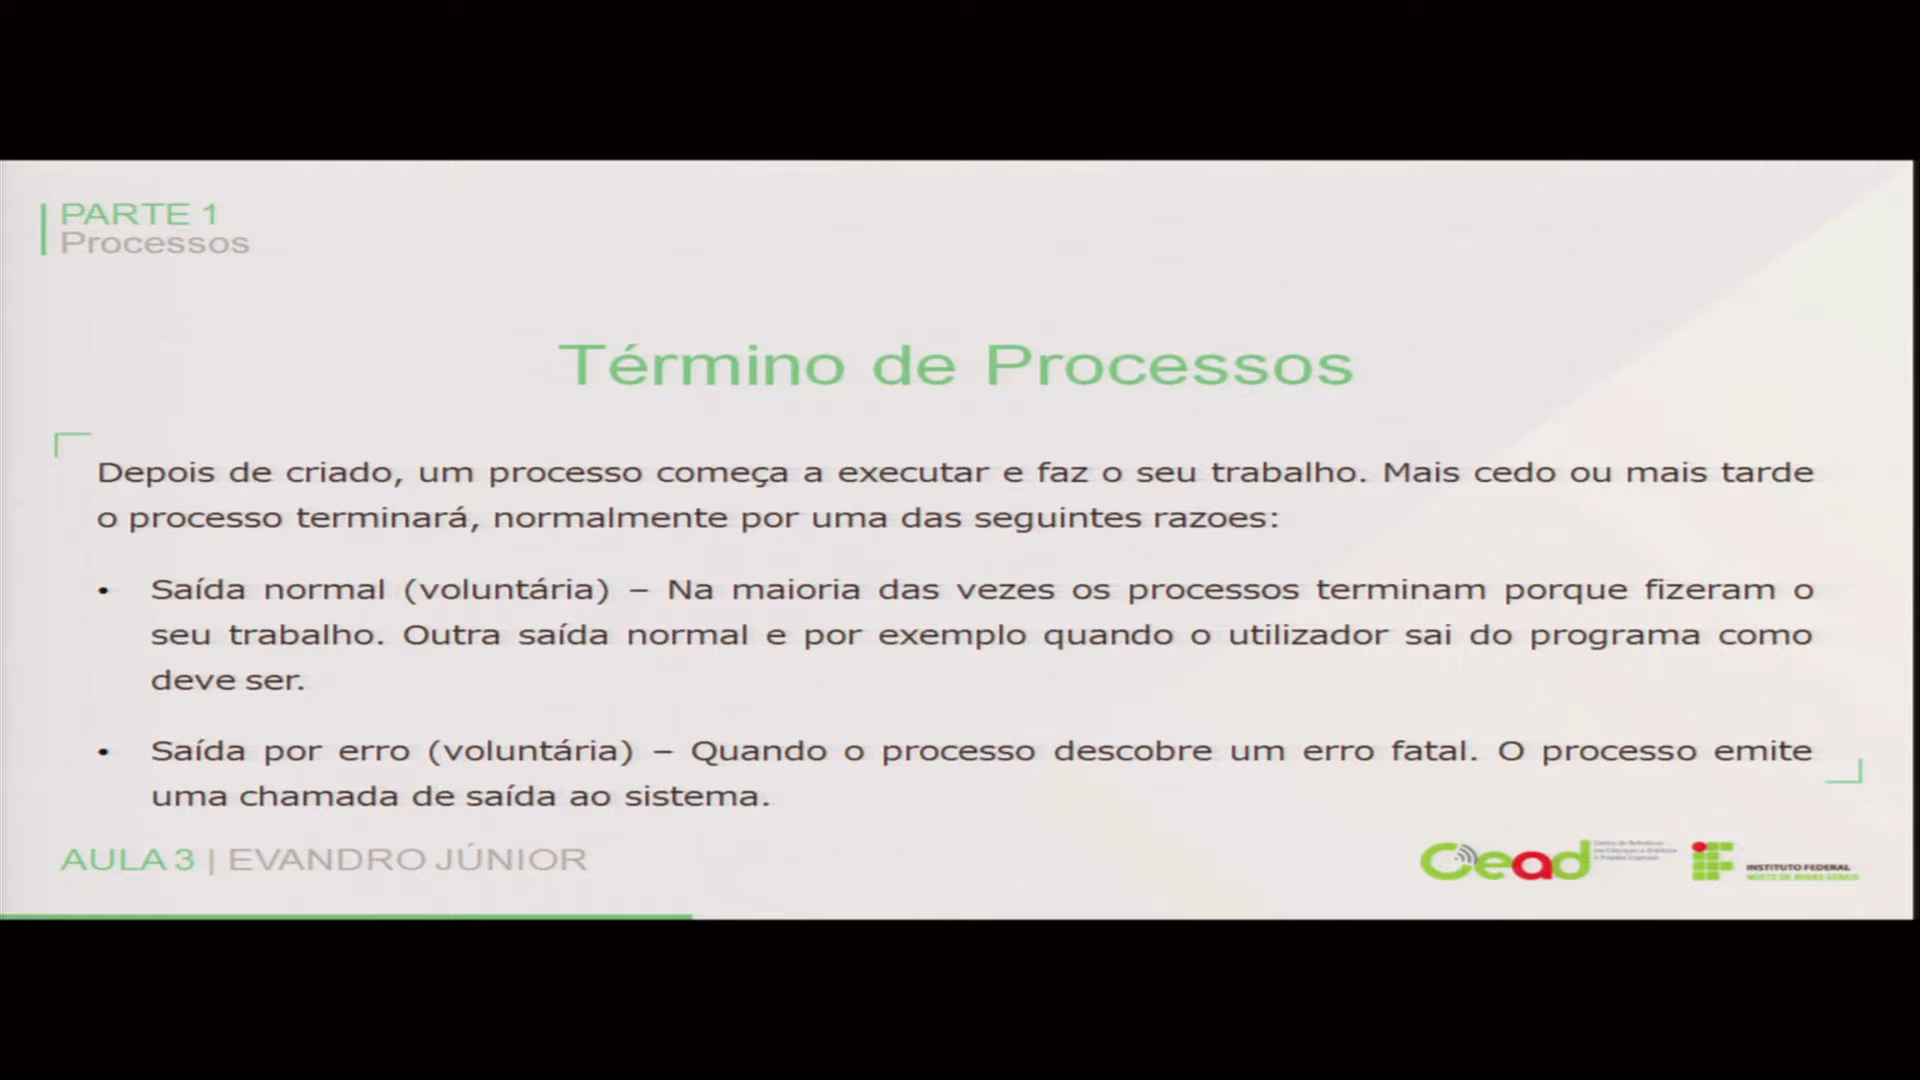 PARTE 1
Processos
Término de Processos
Depois de criado, um processo começa a executar e faz o seu trabalho. Mais cedo ou mais tarde
o processo terminará, normalmente por uma das seguintes razoes:
• Saída normal (voluntária) – Na maioria das vezes os processos terminam porque fizeram o
seu trabalho. Outra saída normal e por exemplo quando o utilizador sai do programa como
deve ser.
• Saída por erro (voluntária) – Quando o processo descobre um erro fatal. O processo emite
uma chamada de saída ao sistema.
AULA 3 | EVANDRO JÚNIOR
Cead
INSTITUTO FEDERAL
NORTE DE MINAS GERAIS